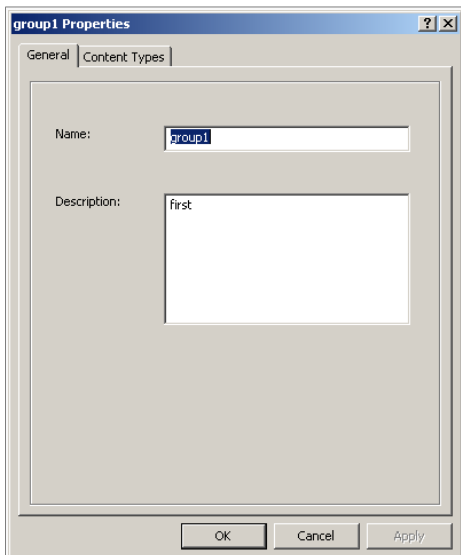 group1 Properties
?
General
Content Types
Name:
group1
Description:
first
OK
Cancel
Apply